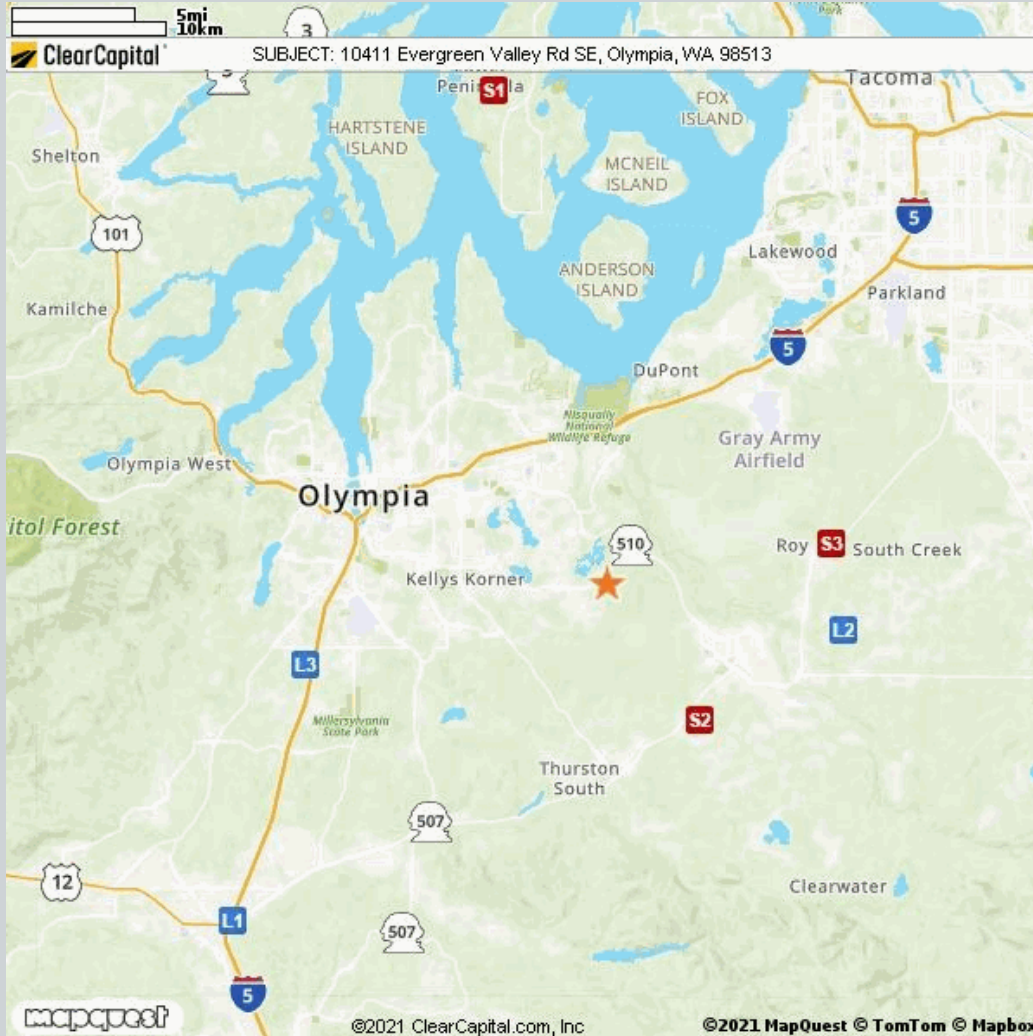 5mi
10km
3
ClearCapital
SUBJECT: 10411 Evergreen Valley Rd SE, Olympia, WA 98513
Park
Tacoma
S1
FOX
ISLAND
HARTSTENE
ISLAND
Shelton
MCNEIL
ISLAND
5
101
Lakewood
ANDERSON
ISLAND
Parkland
Kamilche
5
DuPont
Nisqually
National
Wildlife Refuge
Gray Army
Airfield
Olympia West
Olympia
itol Forest
510
Roy
S3
South Creek
Kellys Korner
L2
L3
S2
Millersylvania
State Park
Thurston
South
507
12
Clearwater
L1
507
5
mapquest
©2021 ClearCapital.com, Inc
©2021 MapQuest © TomTom © Mapbox